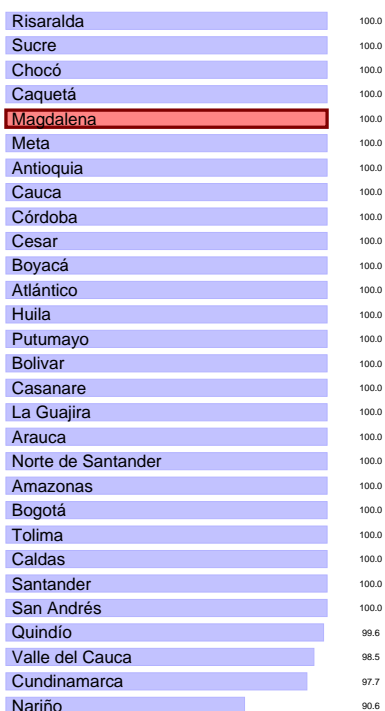 Risaralda 100.0
Sucre 100.0
Chocó 100.0
Caquetá 100.0
Magdalena 100.0
Meta 100.0
Antioquia 100.0
Cauca 100.0
Córdoba 100.0
Cesar 100.0
Boyacá 100.0
Atlántico 100.0
Huila 100.0
Putumayo 100.0
Bolivar 100.0
Casanare 100.0
La Guajira 100.0
Arauca 100.0
Norte de Santander 100.0
Amazonas 100.0
Bogotá 100.0
Tolima 100.0
Caldas 100.0
Santander 100.0
San Andrés 100.0
Quindío 99.6
Valle del Cauca 98.5
Cundinamarca 97.7
Nariño 90.6